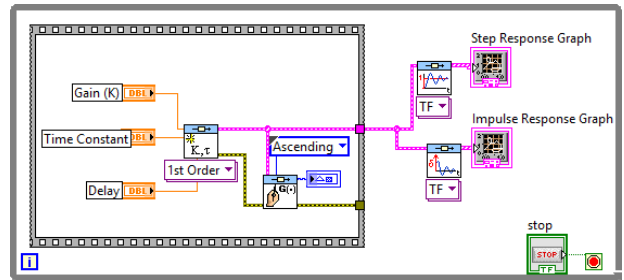 Step Response Graph
Gain (K) DBL
TF
Impulse Response Graph
Time Constant DBL
K,τ
Ascending
1st Order
G(·)
TF
Delay DBL
stop
STOP
TF
i